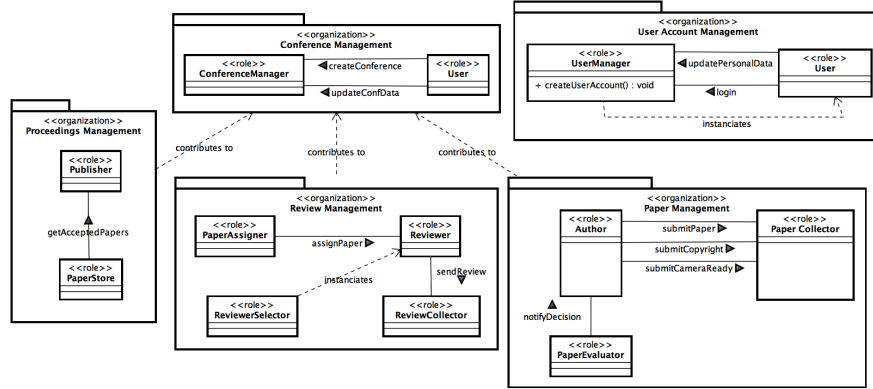 <<organization>>
Conference Management
<<role>>
ConferenceManager
createConference
updateConfData
<<role>>
User
<<organization>>
User Account Management
<<role>>
UserManager
+ createUserAccount() : void
updatePersonalData
login
<<role>>
User
instanciates
<<organization>>
Proceedings Management
<<role>>
Publisher
getAcceptedPapers
<<role>>
PaperStore
contributes to
contributes to
contributes to
<<organization>>
Review Management
<<role>>
PaperAssigner
assignPaper
<<role>>
Reviewer
instanciates
sendReview
<<role>>
ReviewerSelector
<<role>>
ReviewCollector
<<organization>>
Paper Management
<<role>>
Author
submitPaper
submitCopyright
submitCameraReady
<<role>>
Paper Collector
notifyDecision
<<role>>
PaperEvaluator